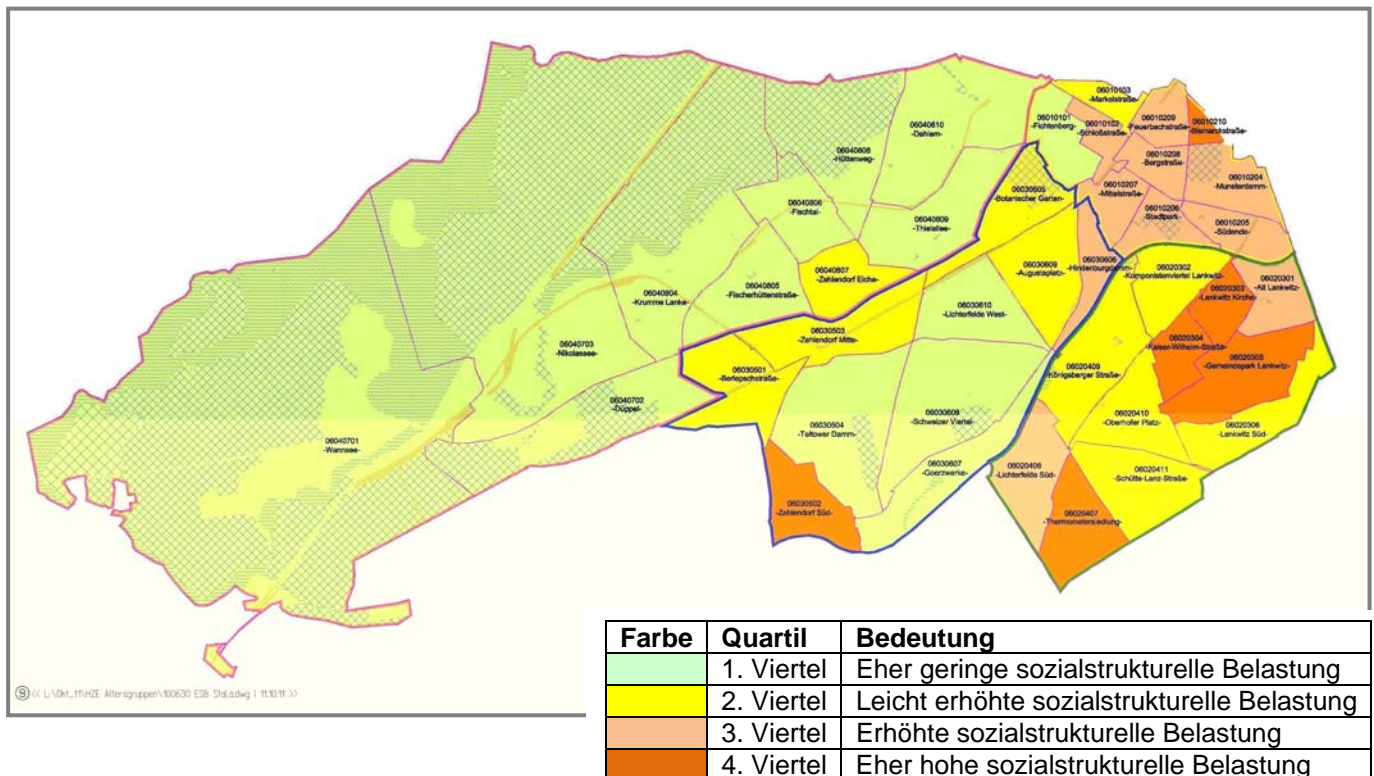 06010103
-Markelstraße-
06040810
-Dahlem-
06010101
-Fichtenberg-
06010102
-Schloßstraße-
06010209
-Feuerbachstraße-
06010210
-Bismarckstraße-
06040808
-Hüttenweg-
06010208
-Bergstraße-
06010204
-Munsterdamm-
06030605
-Botanischer Garten-
06010207
-Mittelstraße-
06040806
-Fischtal-
06010206
-Stadtpark-
06040809
-Thielallee-
06010205
-Südende-
06030606
-Hindenburgdamm-
06030609
-Augustaplatz-
06020302
-Komponistenviertel Lankwitz-
06040807
-Zehlendorf Eiche-
06020301
-Alt Lankwitz-
06040805
-Fischerhüttenstraße-
06020303
-Lankwitz Kirche-
06040804
-Krumme Lanke-
06030610
-Lichterfelde West-
06030503
-Zehlendorf Mitte-
06020304
-Kaiser-Wilhelm-Straße-
06040703
-Nikolassee-
06020305
-Gemeindepark Lankwitz-
06030501
-Berlepschstraße-
06020409
-Königsberger Straße-
06040702
-Düppel-
06030608
-Schweizer Viertel-
06020410
-Oberhofer Platz-
06030504
-Teltower Damm-
06020306
-Lankwitz Süd-
06040701
-Wannsee-
06030607
-Goerzwerke-
06020408
-Lichterfelde Süd-
06020411
-Schütte-Lanz-Straße-
06030502
-Zehlendorf Süd-
06020407
-Thermometersiedlung-
Farbe Quartil Bedeutung
1. Viertel Eher geringe sozialstrukturelle Belastung
2. Viertel Leicht erhöhte sozialstrukturelle Belastung
3. Viertel Erhöhte sozialstrukturelle Belastung
4. Viertel Eher hohe sozialstrukturelle Belastung